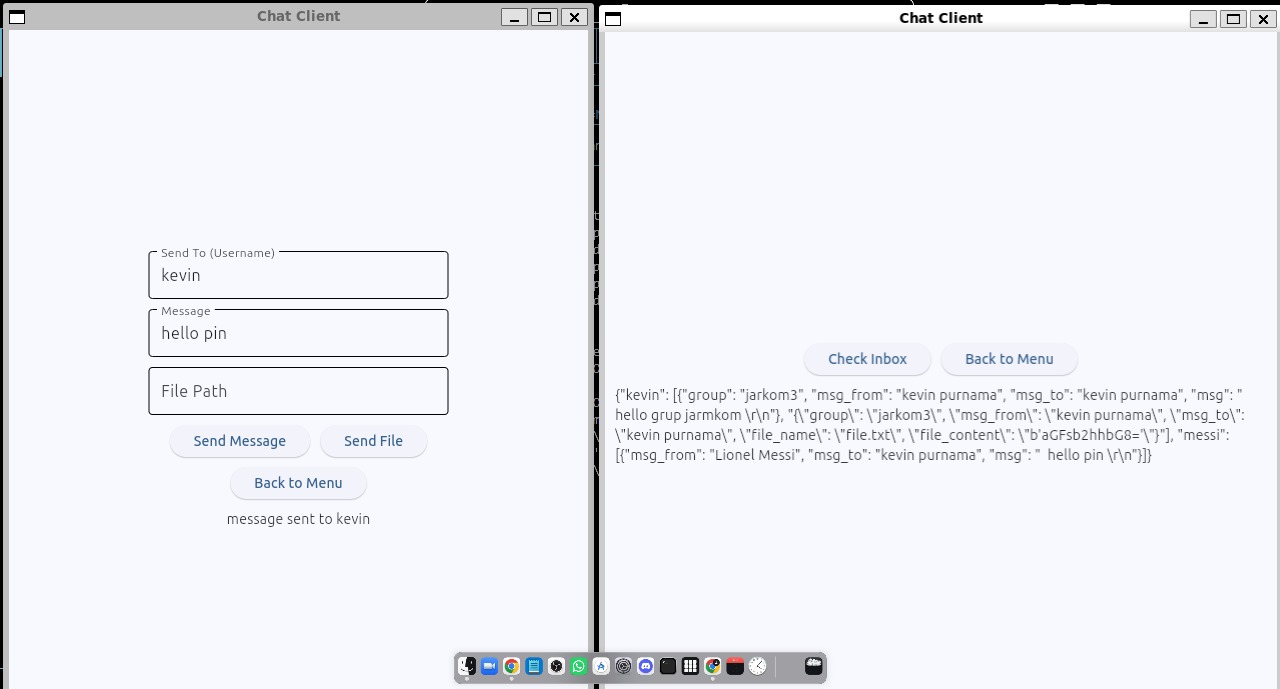 Chat Client
Send To (Username)
kevin
Message
hello pin
File Path
Send Message
Send File
Back to Menu
message sent to kevin
Chat Client
Check Inbox
Back to Menu
{"kevin": [{"group": "jarkom3", "msg_from": "kevin purnama", "msg_to": "kevin purnama", "msg": "
hello grup jarmkom \r\n"}, "{\"group\": \"jarkom3\", \"msg_from\": \"kevin purnama\", \"msg_to\":
\"kevin purnama\", \"file_name\": \"file.txt\", \"file_content\": \"b'aGFsb2hhbG8='\"}"], "messi":
[{"msg_from": "Lionel Messi", "msg_to": "kevin purnama", "msg": "  hello pin \r\n"}]}